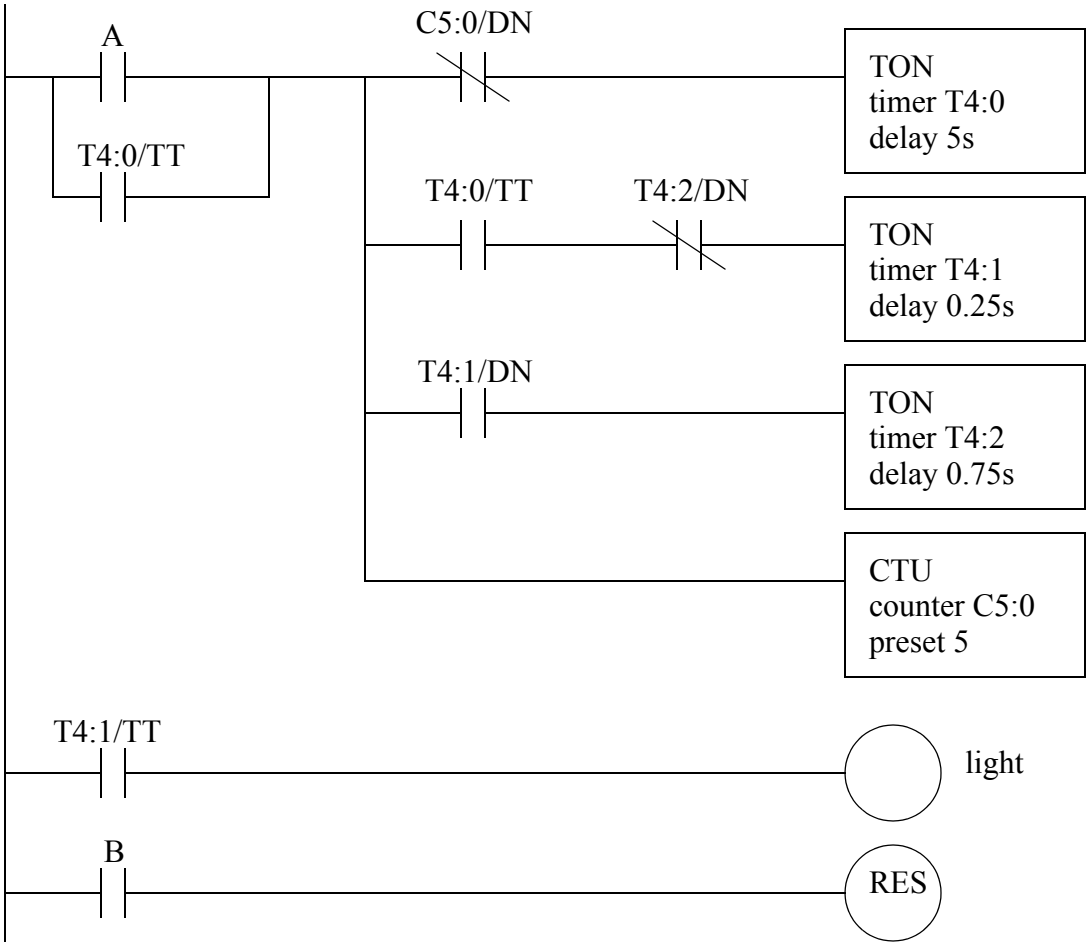 A
C5:0/DN
TON
timer T4:0
delay 5s
T4:0/TT
T4:0/TT
T4:2/DN
TON
timer T4:1
delay 0.25s
T4:1/DN
TON
timer T4:2
delay 0.75s
CTU
counter C5:0
preset 5
T4:1/TT
light
B
RES